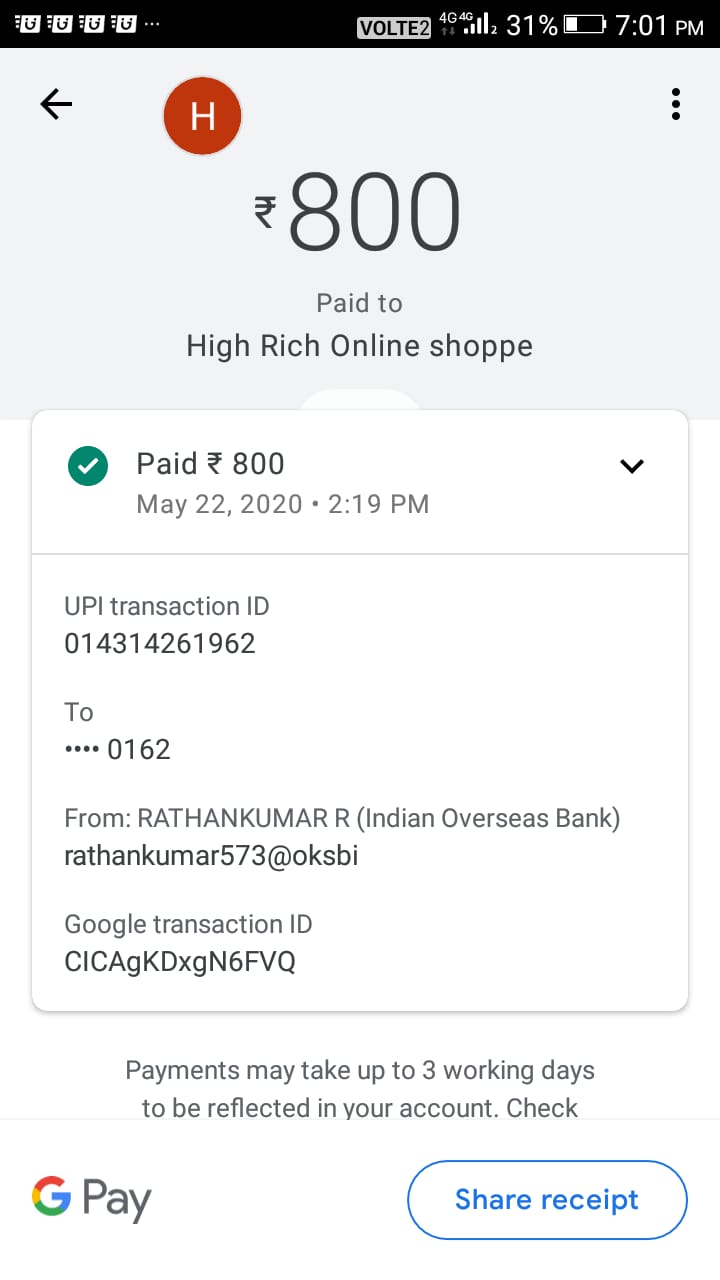 VOLTE2 4G 4G 2 31% 7:01 PM
H
₹800
Paid to
High Rich Online shoppe
Paid ₹ 800
May 22, 2020 • 2:19 PM
UPI transaction ID
014314261962
To
•••• 0162
From: RATHANKUMAR R (Indian Overseas Bank)
rathankumar573@oksbi
Google transaction ID
CICAgKDxgN6FVQ
Payments may take up to 3 working days
to be reflected in your account. Check
G Pay
Share receipt